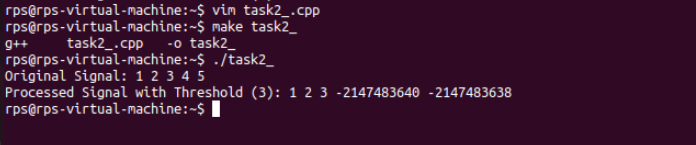 rps@rps-virtual-machine:~$ vim task2_.cpp
rps@rps-virtual-machine:~$ make task2_
g++     task2_.cpp   -o task2_
rps@rps-virtual-machine:~$ ./task2_
Original Signal: 1 2 3 4 5
Processed Signal with Threshold (3): 1 2 3 -2147483640 -2147483638
rps@rps-virtual-machine:~$